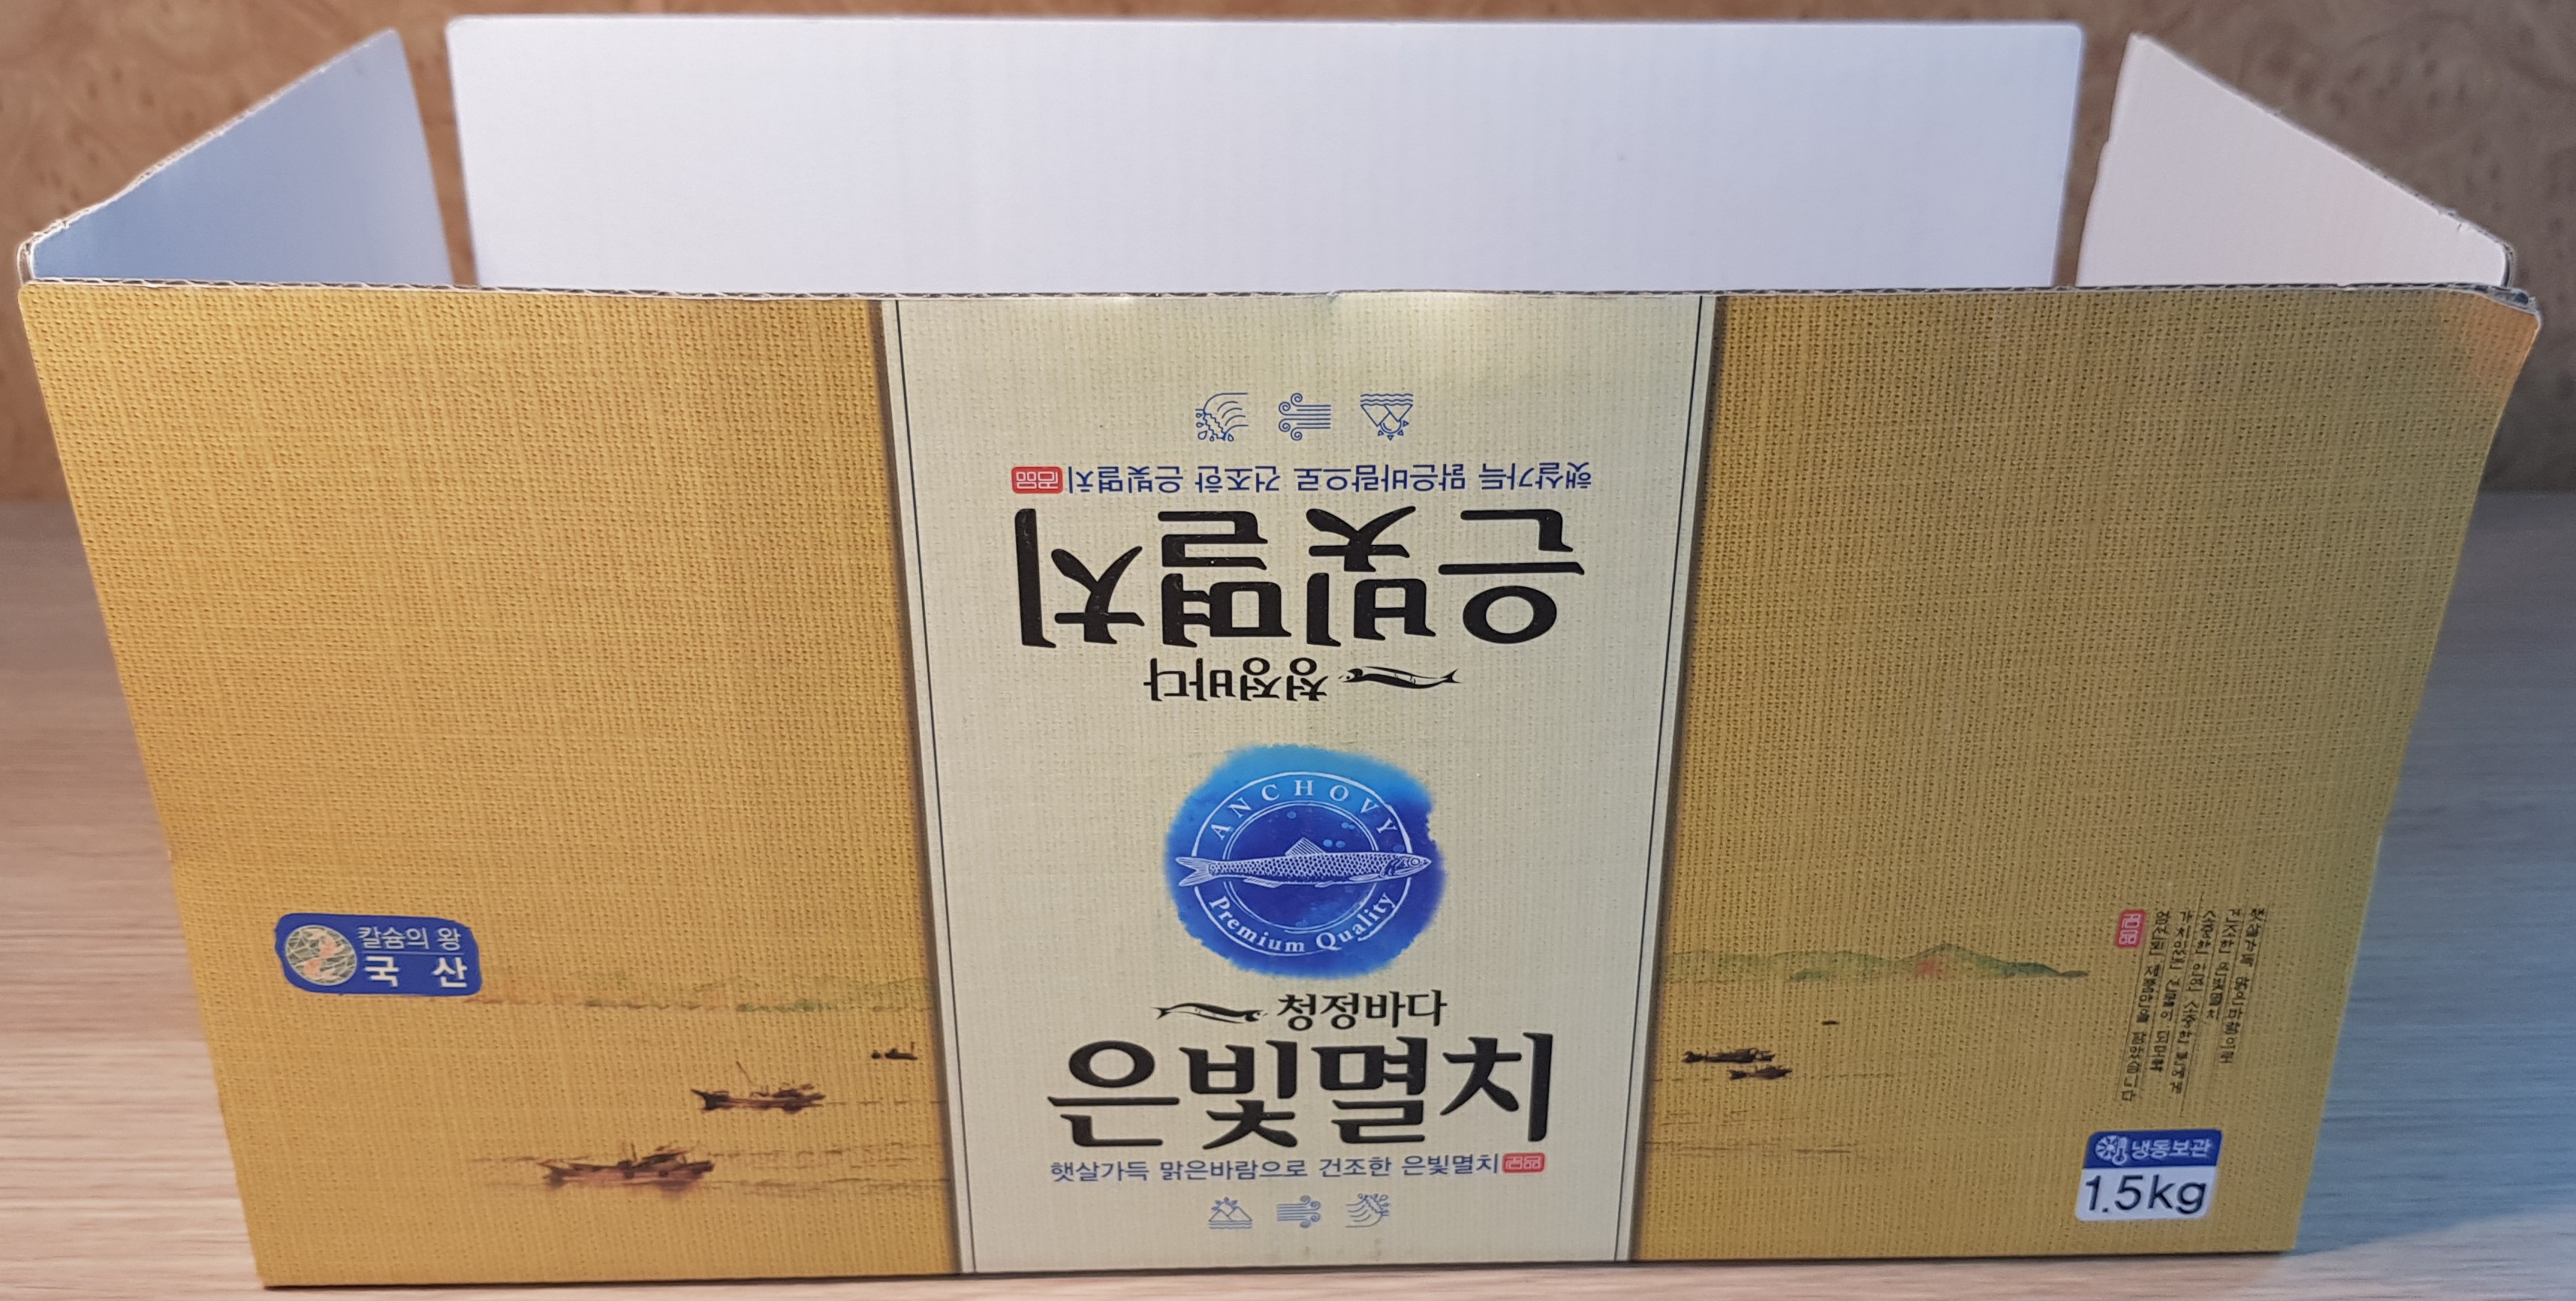 햇살가득 맑은바람으로 건조한 은빛멸치
은빛멸치
청정바다
ANCHOVY
Premium Quality
청정바다
은빛멸치
햇살가득 맑은바람으로 건조한 은빛멸치
칼슘의 왕
국 산
냉동보관
1.5kg